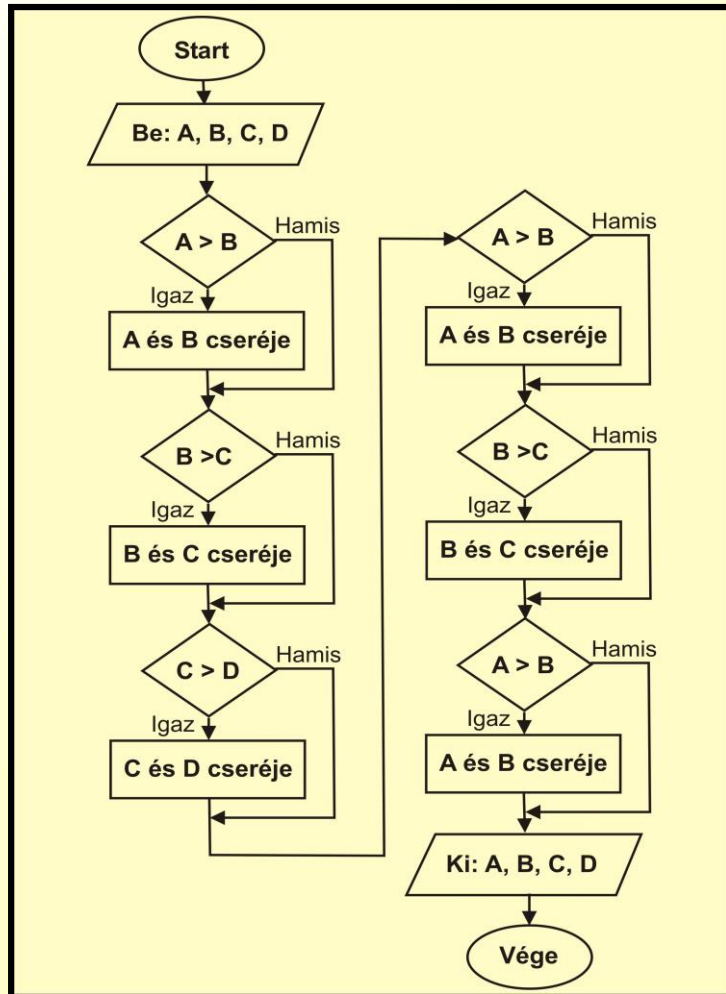 Start
Be: A, B, C, D
A > B
Hamis
Igaz
A és B cseréje
B >C
Hamis
Igaz
B és C cseréje
C > D
Hamis
Igaz
C és D cseréje
A > B
Hamis
Igaz
A és B cseréje
B >C
Hamis
Igaz
B és C cseréje
A > B
Hamis
Igaz
A és B cseréje
Ki: A, B, C, D
Vége